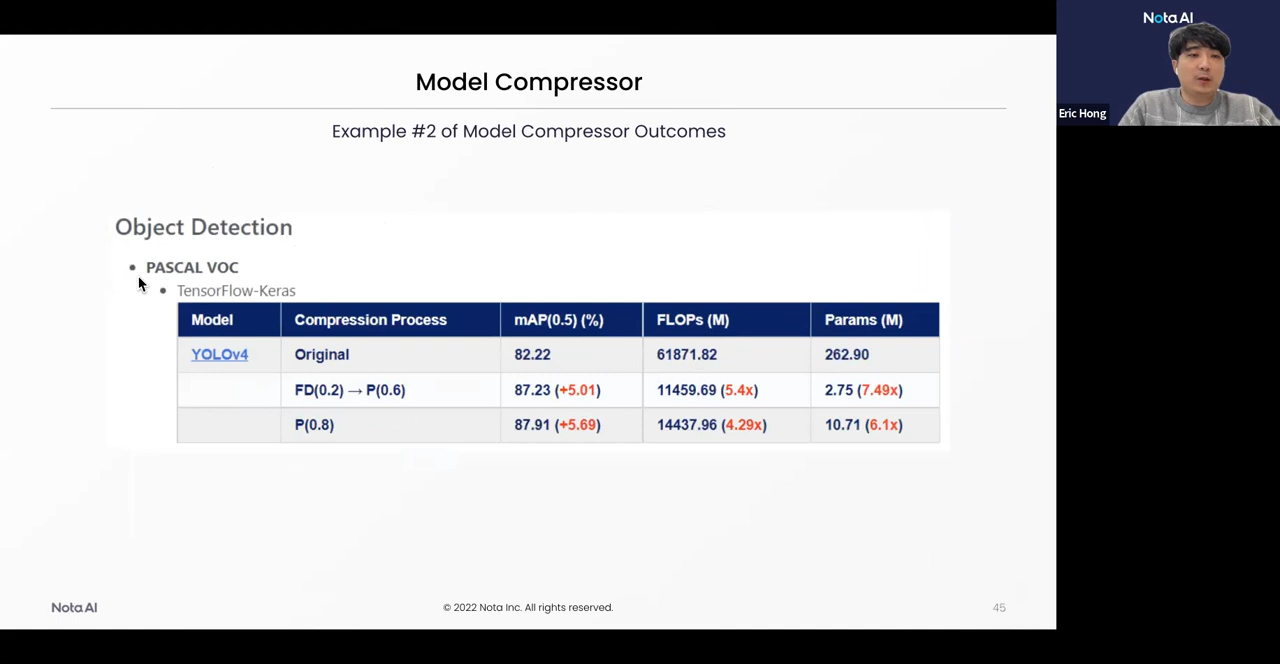 Model Compressor
Example #2 of Model Compressor Outcomes
Object Detection
PASCAL VOC
TensorFlow-Keras
Model Compression Process mAP(0.5) (%) FLOPs (M) Params (M)
YOLOv4 Original 82.22 61871.82 262.90
FD(0.2) → P(0.6) 87.23 (+5.01) 11459.69 (5.4x) 2.75 (7.49x)
P(0.8) 87.91 (+5.69) 14437.96 (4.29x) 10.71 (6.1x)
Nota AI
© 2022 Nota Inc. All rights reserved.
45
Nota AI
Eric Hong